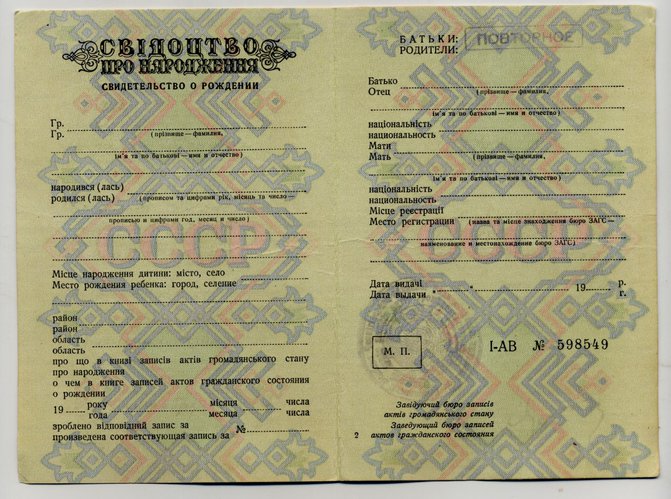 СВІДОЦТВО
ПРО НАРОДЖЕННЯ
СВИДЕТЕЛЬСТВО О РОЖДЕНИИ
Гр.
Гр. (прізвище — фамилия,
ім'я та по батькові — имя и отчество)
народився (лась)
родился (лась) (прописом та цифрами рік, місяць та число —
прописью и цифрами год, месяц и число)
СССР
Місце народження дитини: місто, село
Место рождения ребенка: город, селение
район
район
область
область
про що в книзі записів актів громадянського стану
про народження
о чем в книге записей актов гражданского состояния
о рождении
19 року місяця числа
года месяца числа
зроблено відповідний запис за
произведена соответствующая запись за №
БАТЬКИ: ПОВТОРНОЕ
РОДИТЕЛИ:
Батько
Отец (прізвище — фамилия,
ім'я та по батькові — имя и отчество)
національність
национальность
Мати
Мать (прізвище — фамилия,
ім'я та по батькові — имя и отчество)
національність
национальность
Місце реєстрації
Место регистрации (назва та місце знаходження бюро ЗАГС —
наименование и местонахождение бюро ЗАГС)
СССР
Дата видачі
Дата выдачи " " 19 р.
г.
М. П. I-АВ № 598549
Завідуючий бюро записів
актів громадянського стану
Заведующий бюро записей
2 актов гражданского состояния